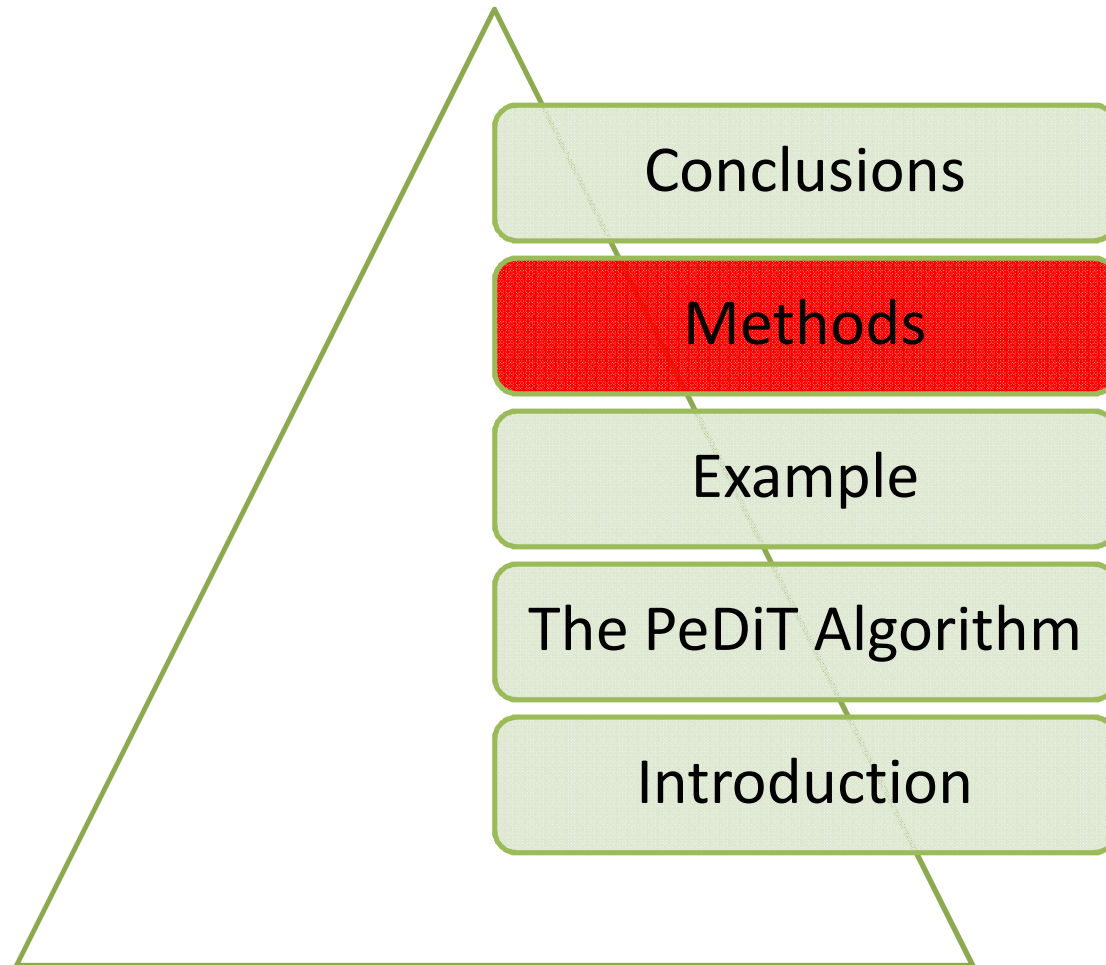 Conclusions
Methods
Example
The PeDiT Algorithm
Introduction